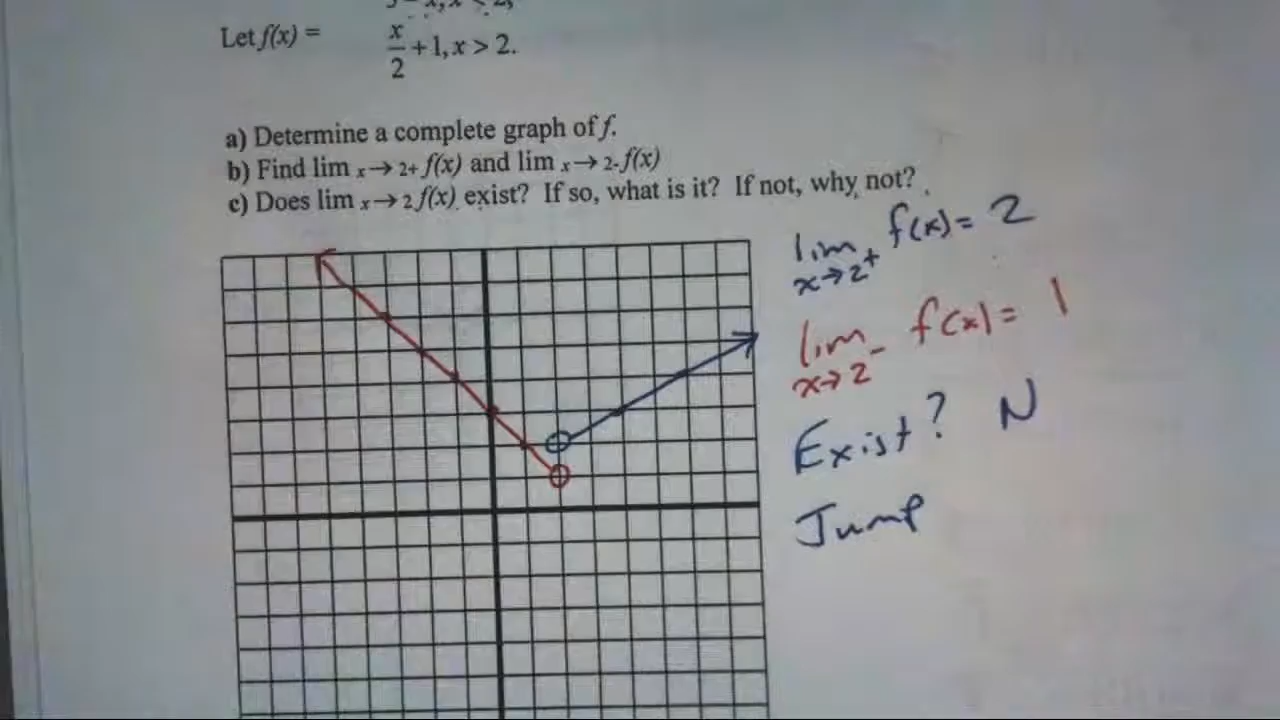 Let f(x) =
x/2 + 1, x > 2.
a) Determine a complete graph of f.
b) Find lim x→ 2+ f(x) and lim x→ 2- f(x)
c) Does lim x→ 2 f(x) exist? If so, what is it? If not, why not?
lim x→2⁺ f(x) = 2
lim x→2⁻ f(x) = 1
Exist? N
Jump